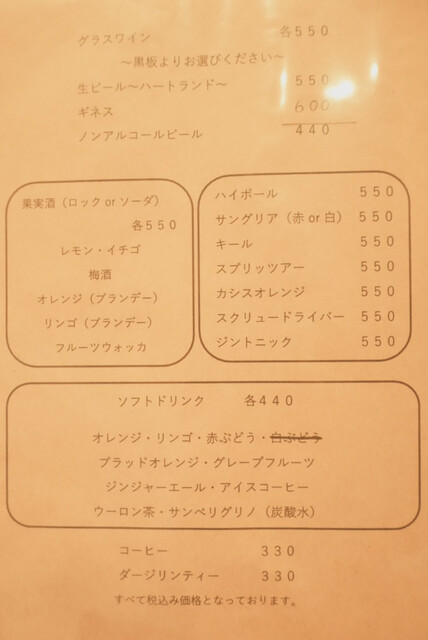 グラスワイン 各550
～黒板よりお選びください～
生ビール～ハートランド～ 550
ギネス 600
ノンアルコールビール 440
果実酒（ロック or ソーダ）
各550
レモン・イチゴ
梅酒
オレンジ（ブランデー）
リンゴ（ブランデー）
フルーツウォッカ
ハイボール 550
サングリア（赤 or 白） 550
キール 550
スプリッツアー 550
カシスオレンジ 550
スクリュードライバー 550
ジントニック 550
ソフトドリンク 各440
オレンジ・リンゴ・赤ぶどう・白ぶどう
ブラッドオレンジ・グレープフルーツ
ジンジャーエール・アイスコーヒー
ウーロン茶・サンペリグリノ（炭酸水）
コーヒー 330
ダージリンティー 330
すべて税込み価格となっております。